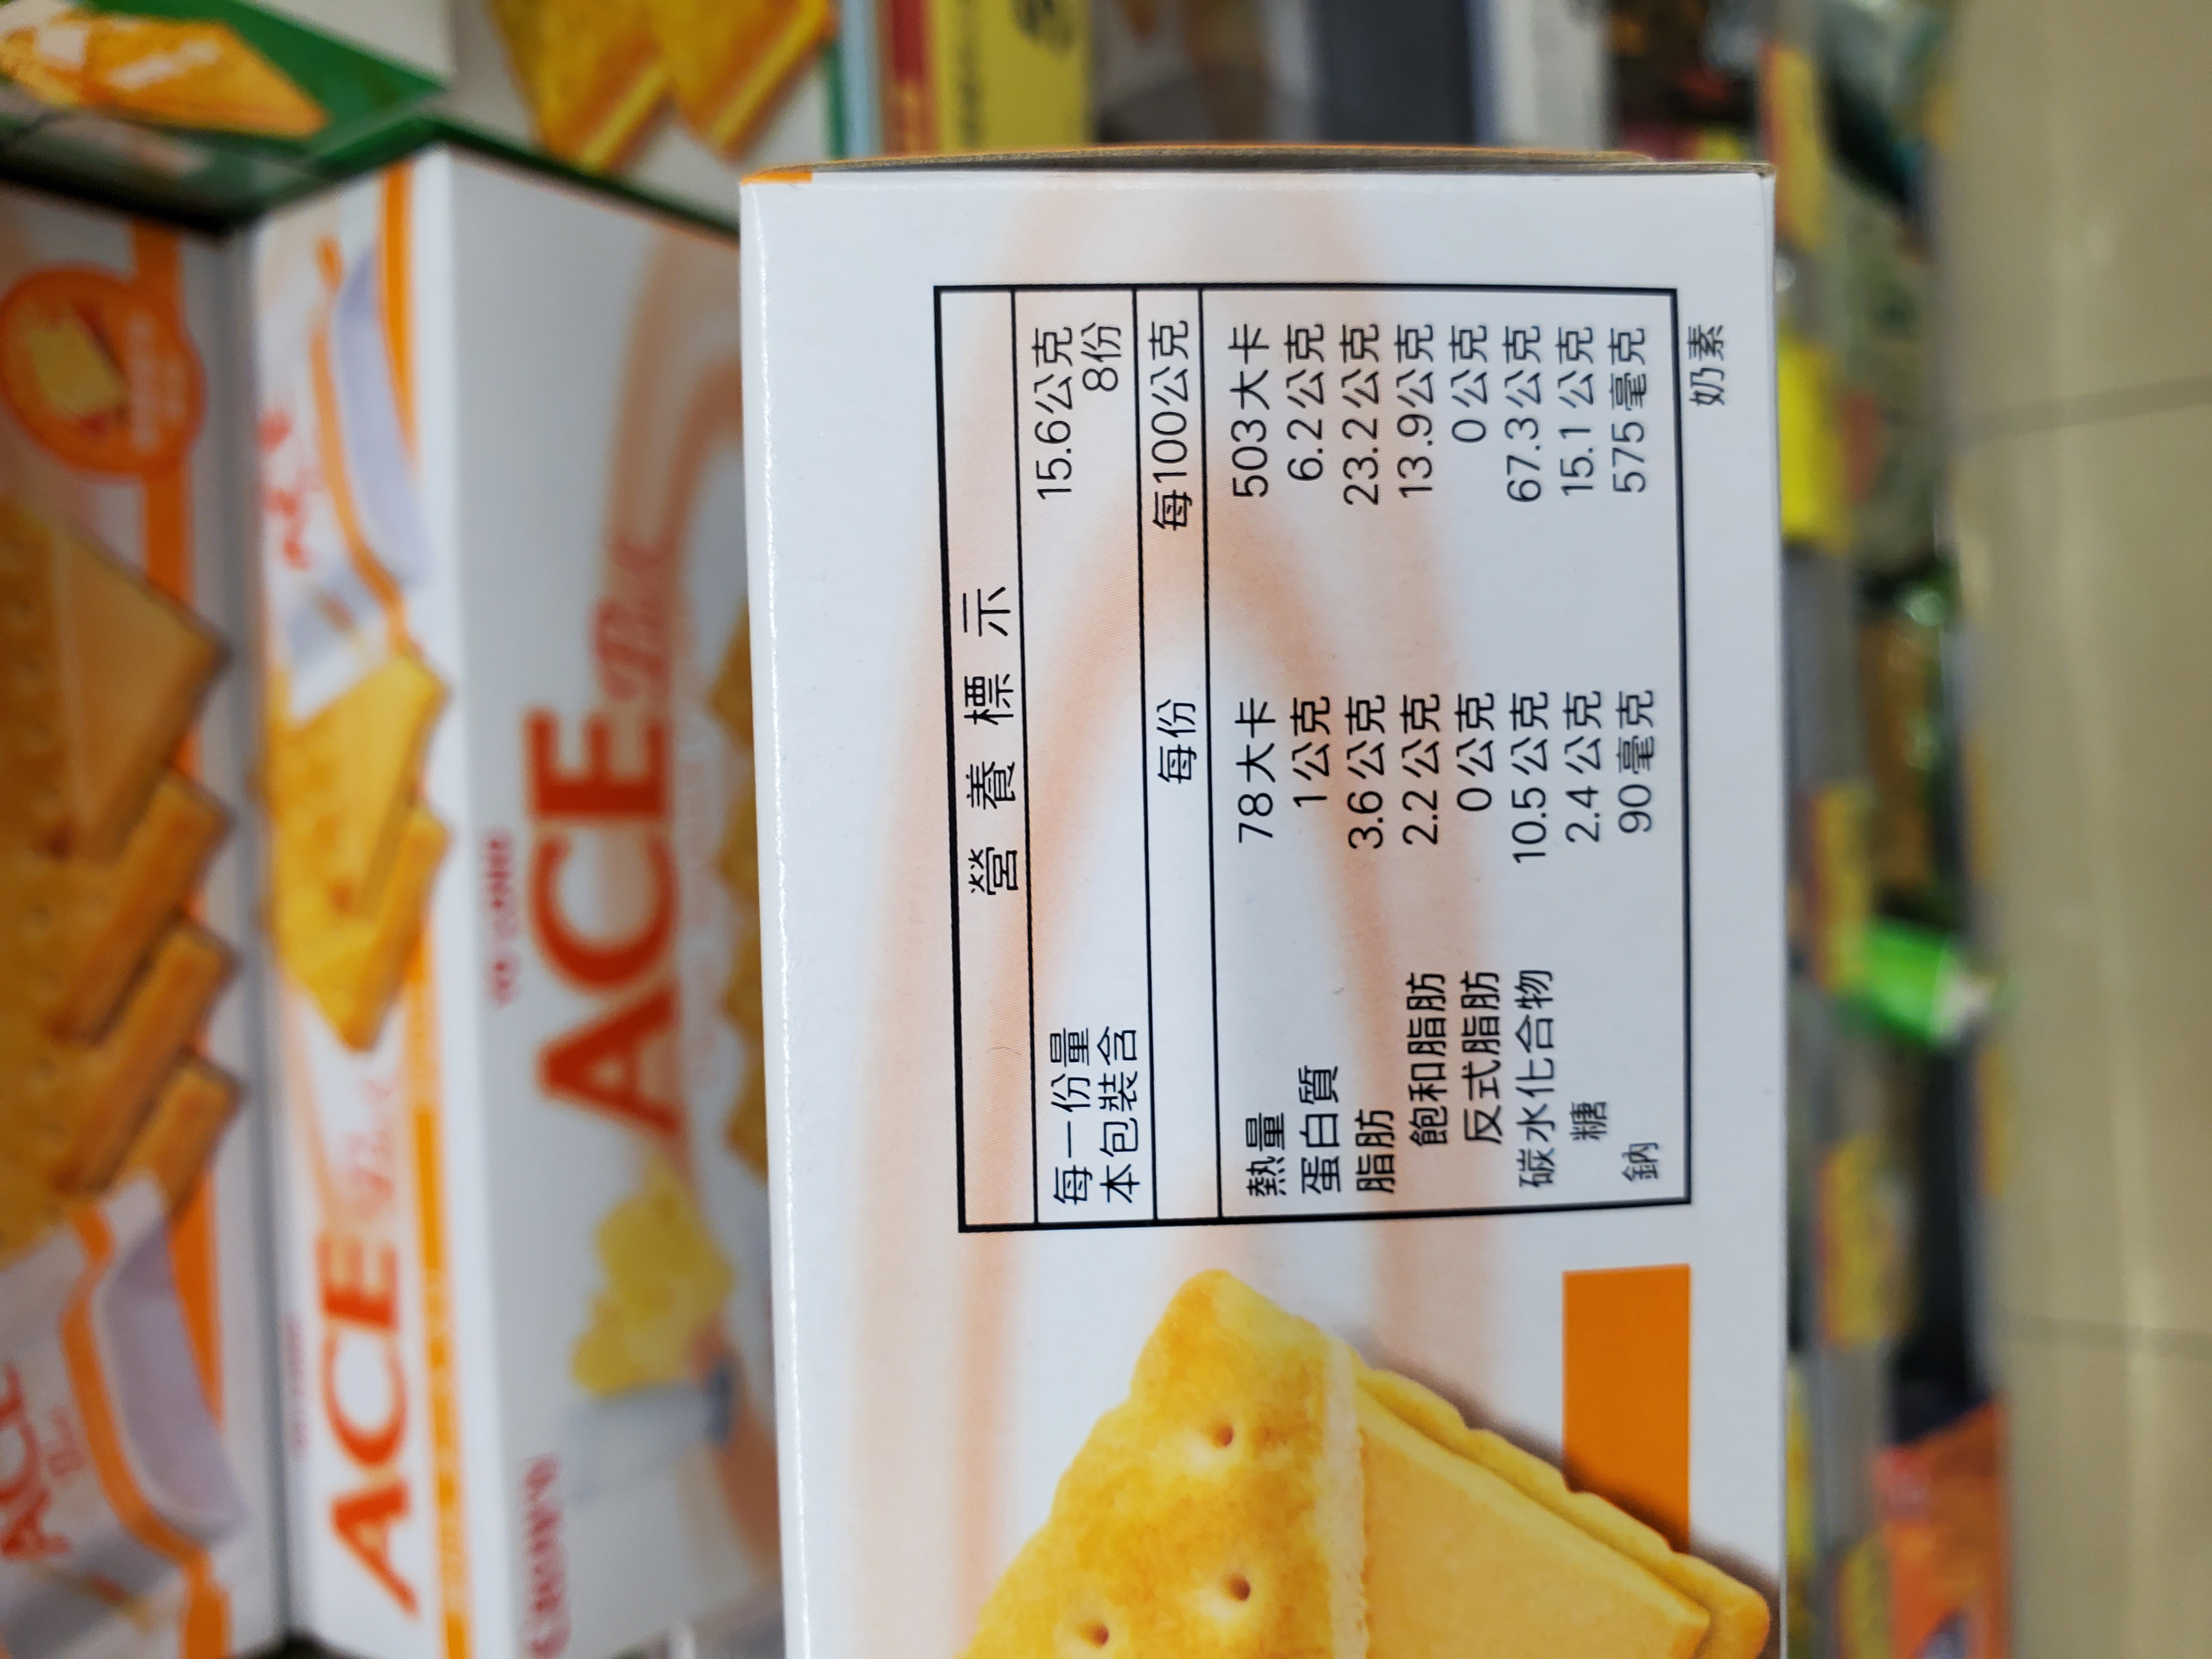 ACE
ACE
ACE
CROWN
YO LONG
ACE
營養標示
每一份量 15.6公克
本包裝含 8份
每份 每100公克
熱量 78大卡 503大卡
蛋白質 1公克 6.2公克
脂肪 3.6公克 23.2公克
飽和脂肪 2.2公克 13.9公克
反式脂肪 0公克 0公克
碳水化合物 10.5公克 67.3公克
糖 2.4公克 15.1公克
鈉 90毫克 575毫克
奶素